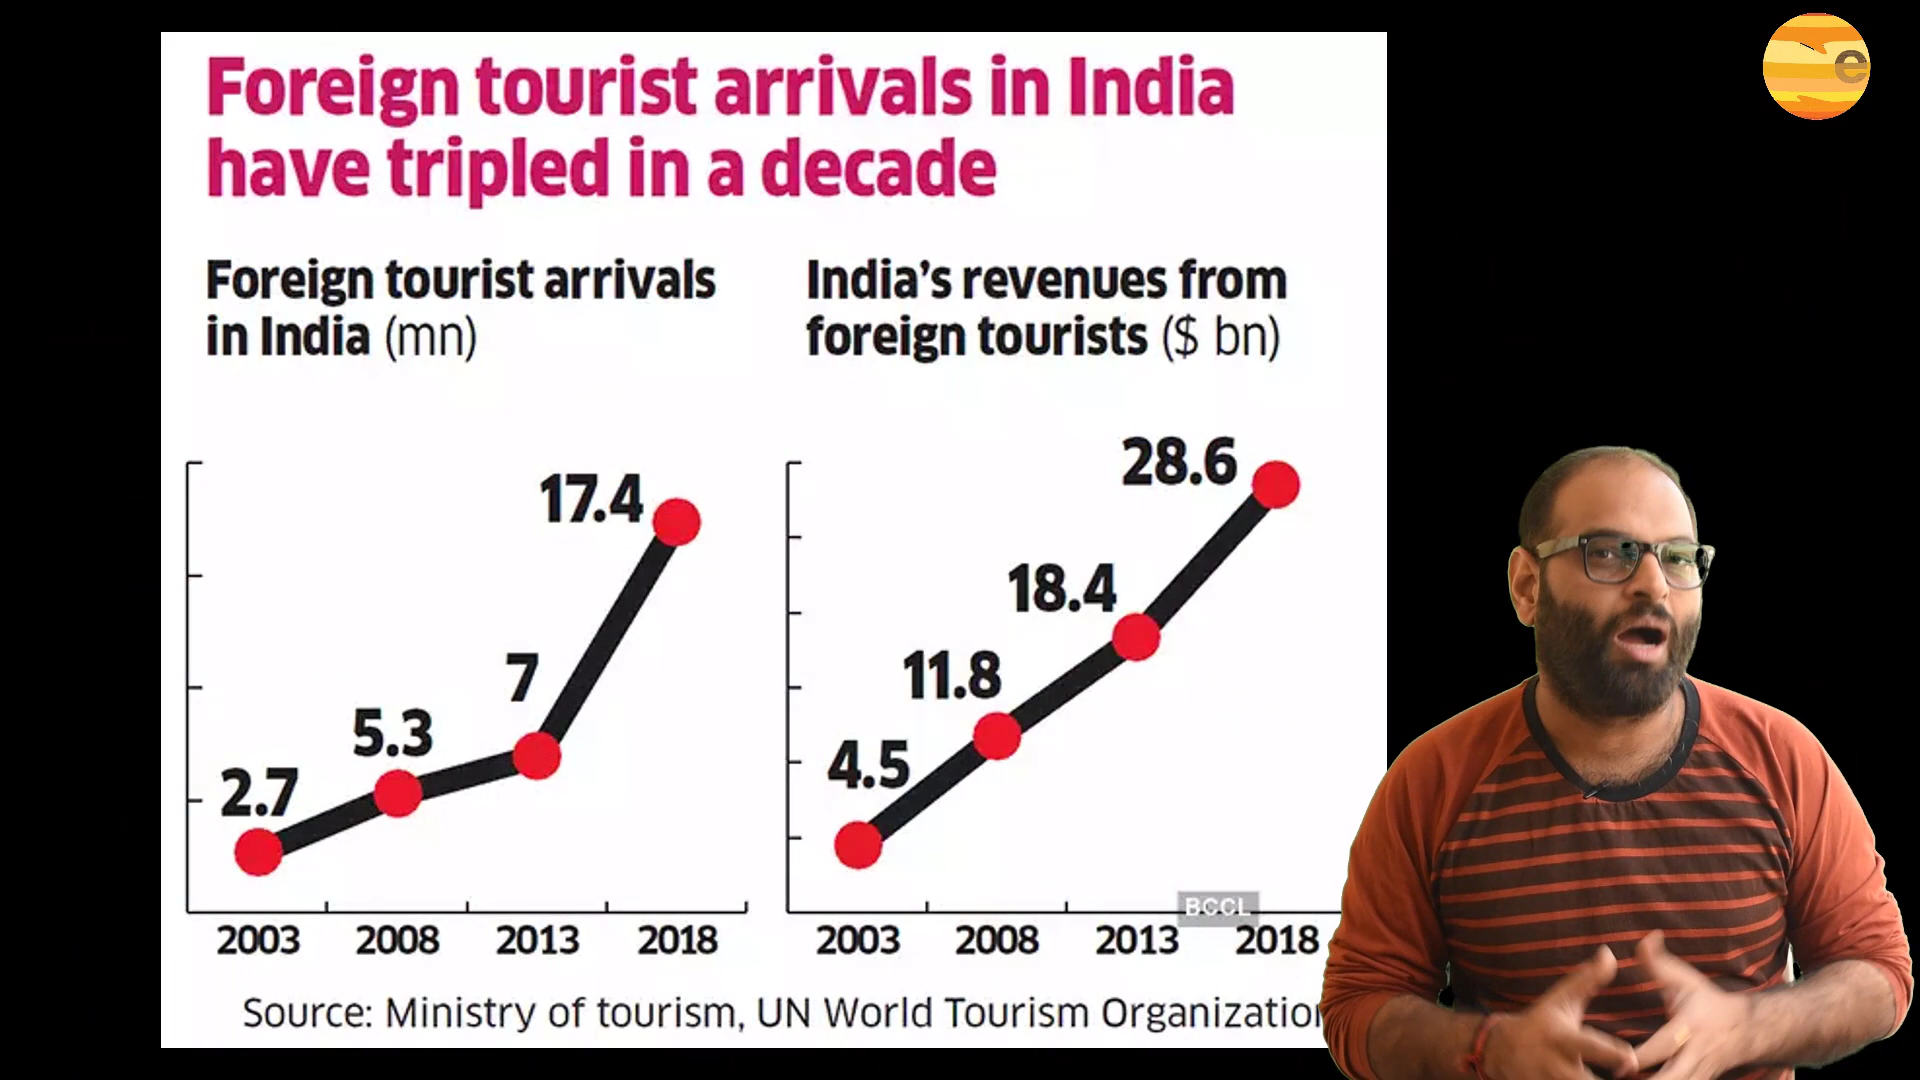 Foreign tourist arrivals in India
have tripled in a decade
Foreign tourist arrivals
in India (mn)
2.7
5.3
7
17.4
2003 2008 2013 2018
India's revenues from
foreign tourists ($ bn)
4.5
11.8
18.4
28.6
BCCL
2003 2008 2013 2018
Source: Ministry of tourism, UN World Tourism Organization
e